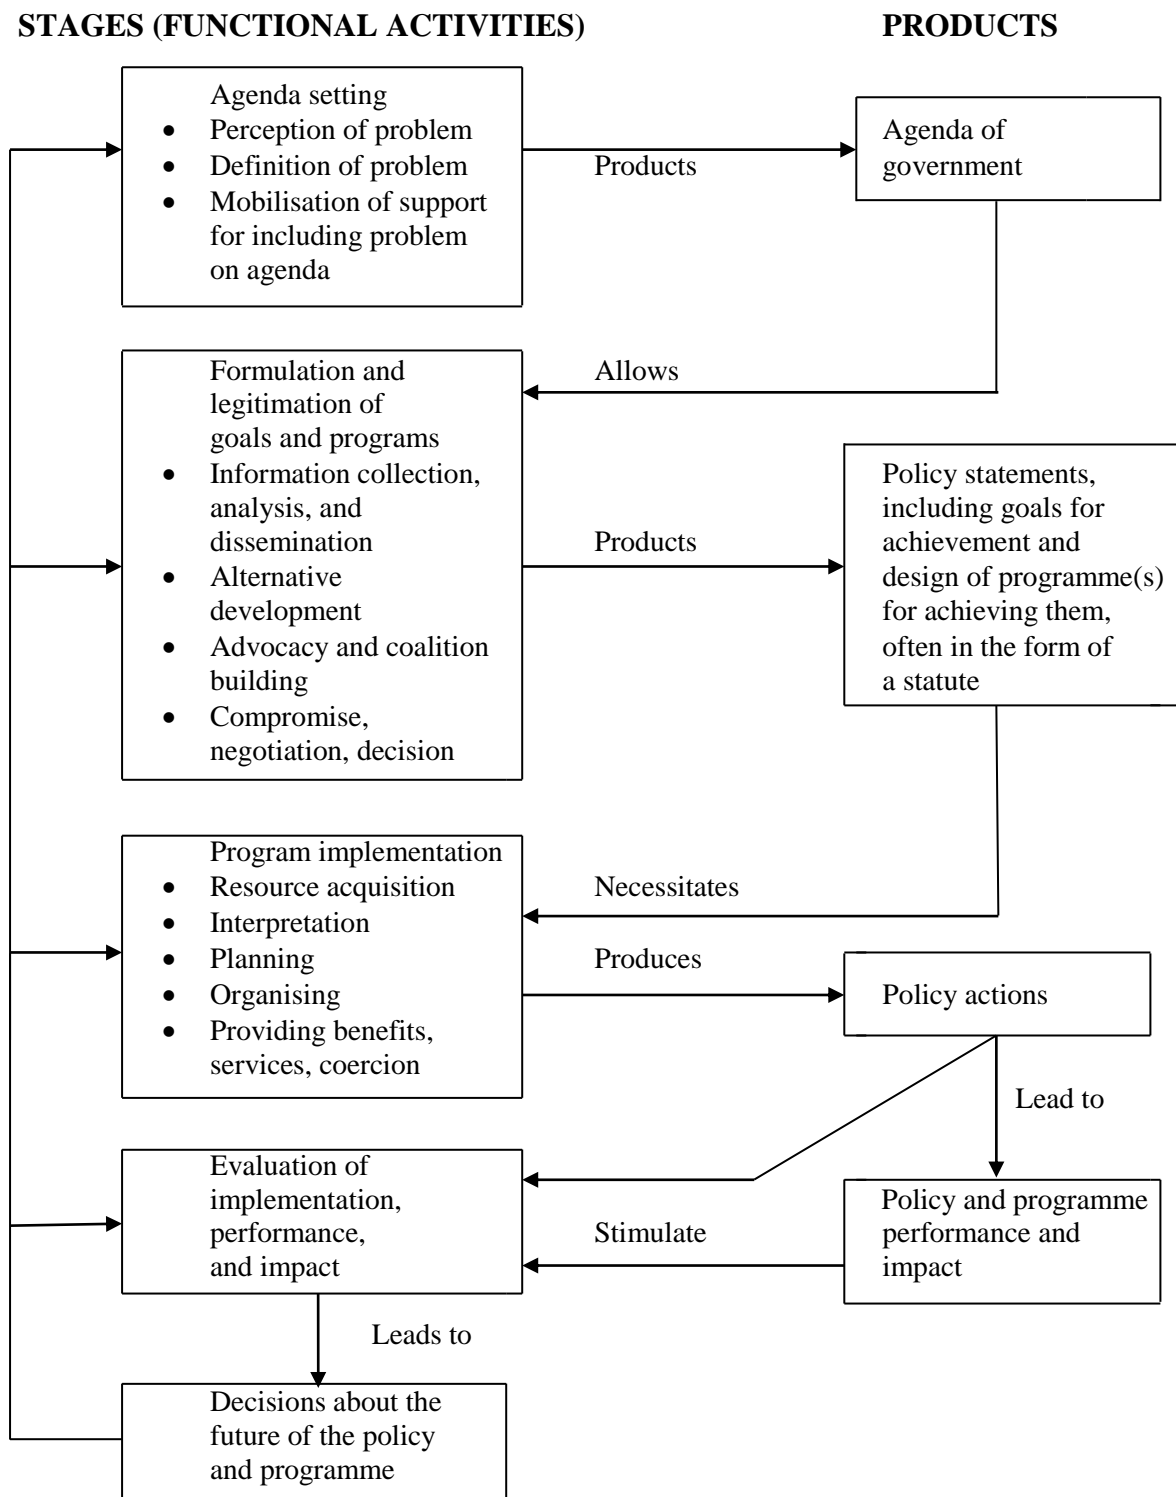 STAGES (FUNCTIONAL ACTIVITIES)
PRODUCTS
Agenda setting
• Perception of problem
• Definition of problem
• Mobilisation of support
for including problem
on agenda
Products
Agenda of
government
Formulation and
legitimation of
goals and programs
• Information collection,
analysis, and
dissemination
• Alternative
development
• Advocacy and coalition
building
• Compromise,
negotiation, decision
Allows
Products
Policy statements,
including goals for
achievement and
design of programme(s)
for achieving them,
often in the form of
a statute
Program implementation
• Resource acquisition
• Interpretation
• Planning
• Organising
• Providing benefits,
services, coercion
Necessitates
Produces
Policy actions
Lead to
Evaluation of
implementation,
performance,
and impact
Stimulate
Policy and programme
performance and
impact
Leads to
Decisions about the
future of the policy
and programme